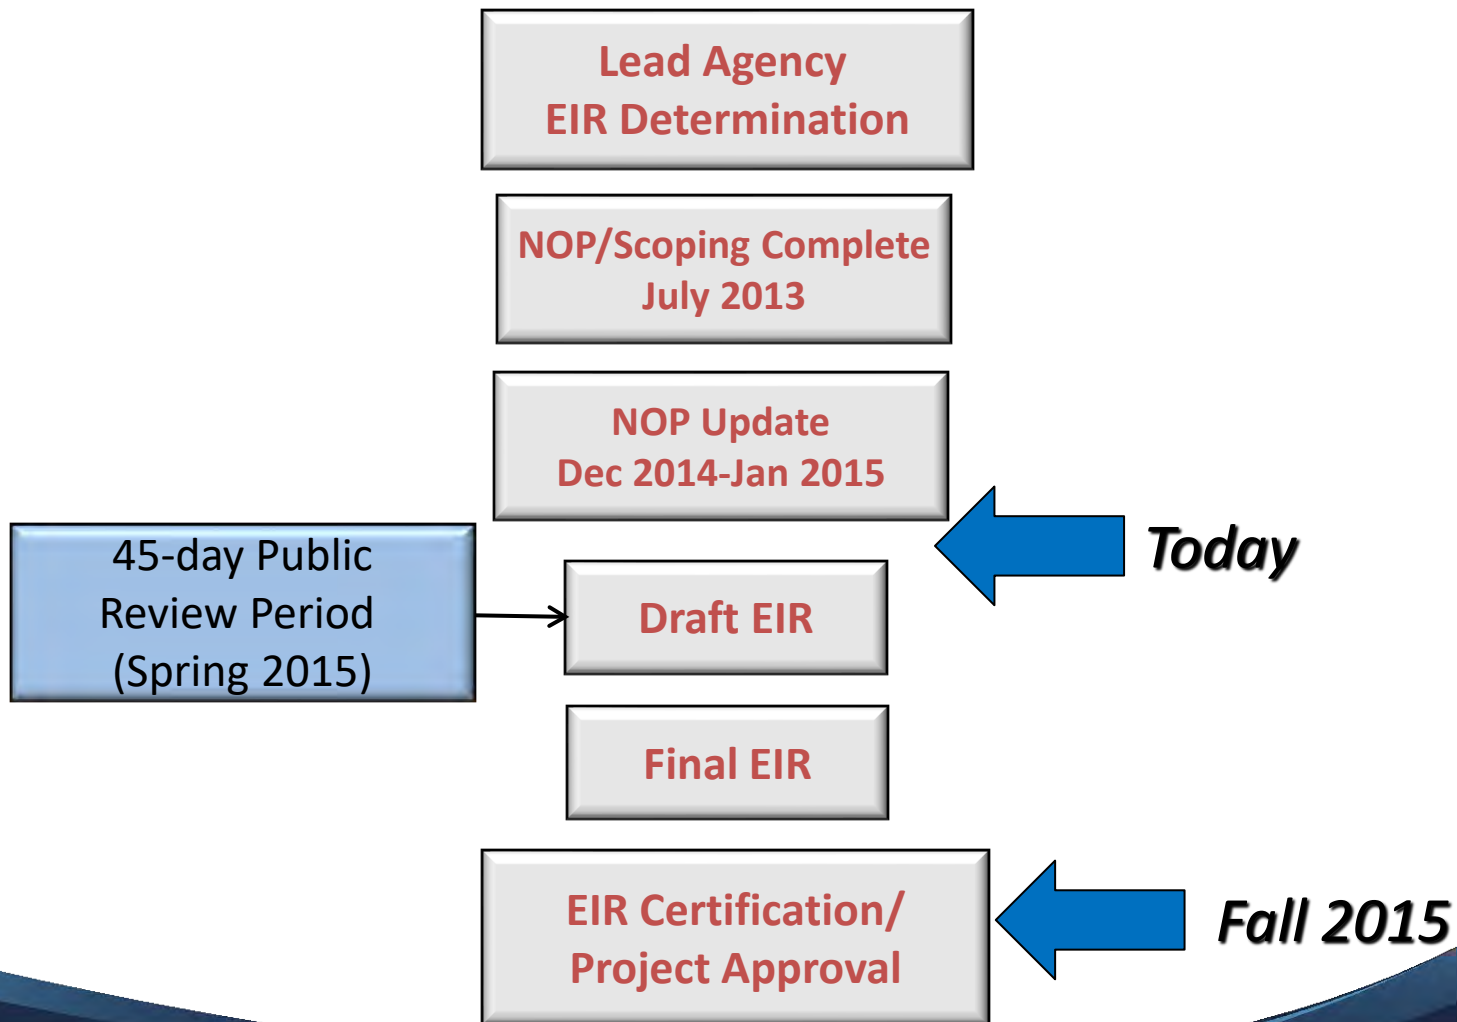 Lead Agency
EIR Determination
NOP/Scoping Complete
July 2013
NOP Update
Dec 2014-Jan 2015
Today
45-day Public
Review Period
(Spring 2015)
Draft EIR
Final EIR
EIR Certification/
Project Approval
Fall 2015